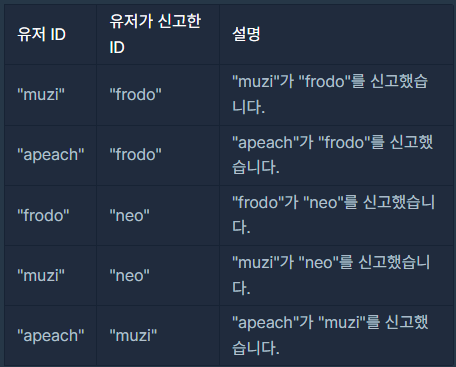 유저 ID 유저가 신고한 ID 설명
"muzi" "frodo" "muzi"가 "frodo"를 신고했습니다.
"apeach" "frodo" "apeach"가 "frodo"를 신고했습니다.
"frodo" "neo" "frodo"가 "neo"를 신고했습니다.
"muzi" "neo" "muzi"가 "neo"를 신고했습니다.
"apeach" "muzi" "apeach"가 "muzi"를 신고했습니다.